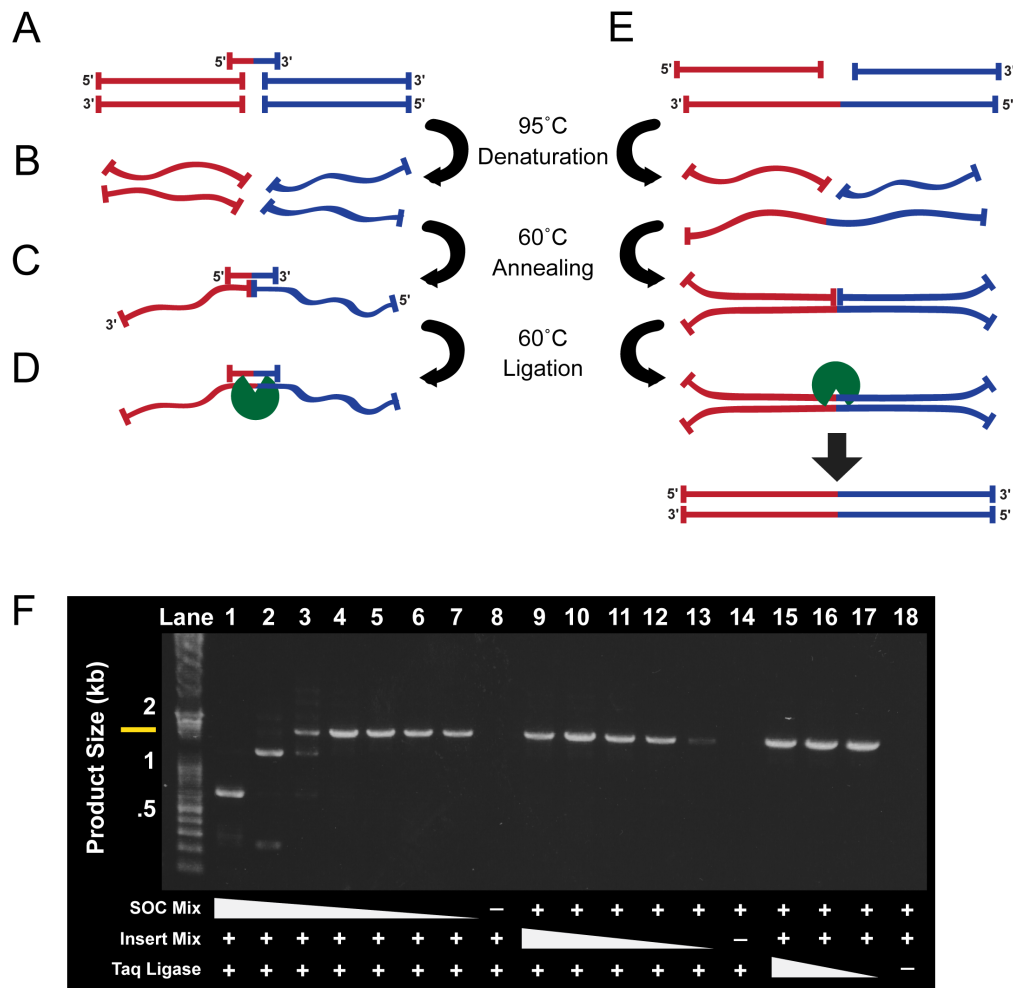 A
E
5' 3'
5' 3'
3' 5'
5' 3'
3' 5'
95˚C
Denaturation
B
60˚C
Annealing
C
5' 3'
3' 5'
60˚C
Ligation
D
5' 3'
3' 5'
F
Lane 1 2 3 4 5 6 7 8 9 10 11 12 13 14 15 16 17 18
Product Size (kb)
2
1
.5
SOC Mix – + + + + + + + + + +
Insert Mix + + + + + + + + – + + + +
Taq Ligase + + + + + + + + + + + + + + –